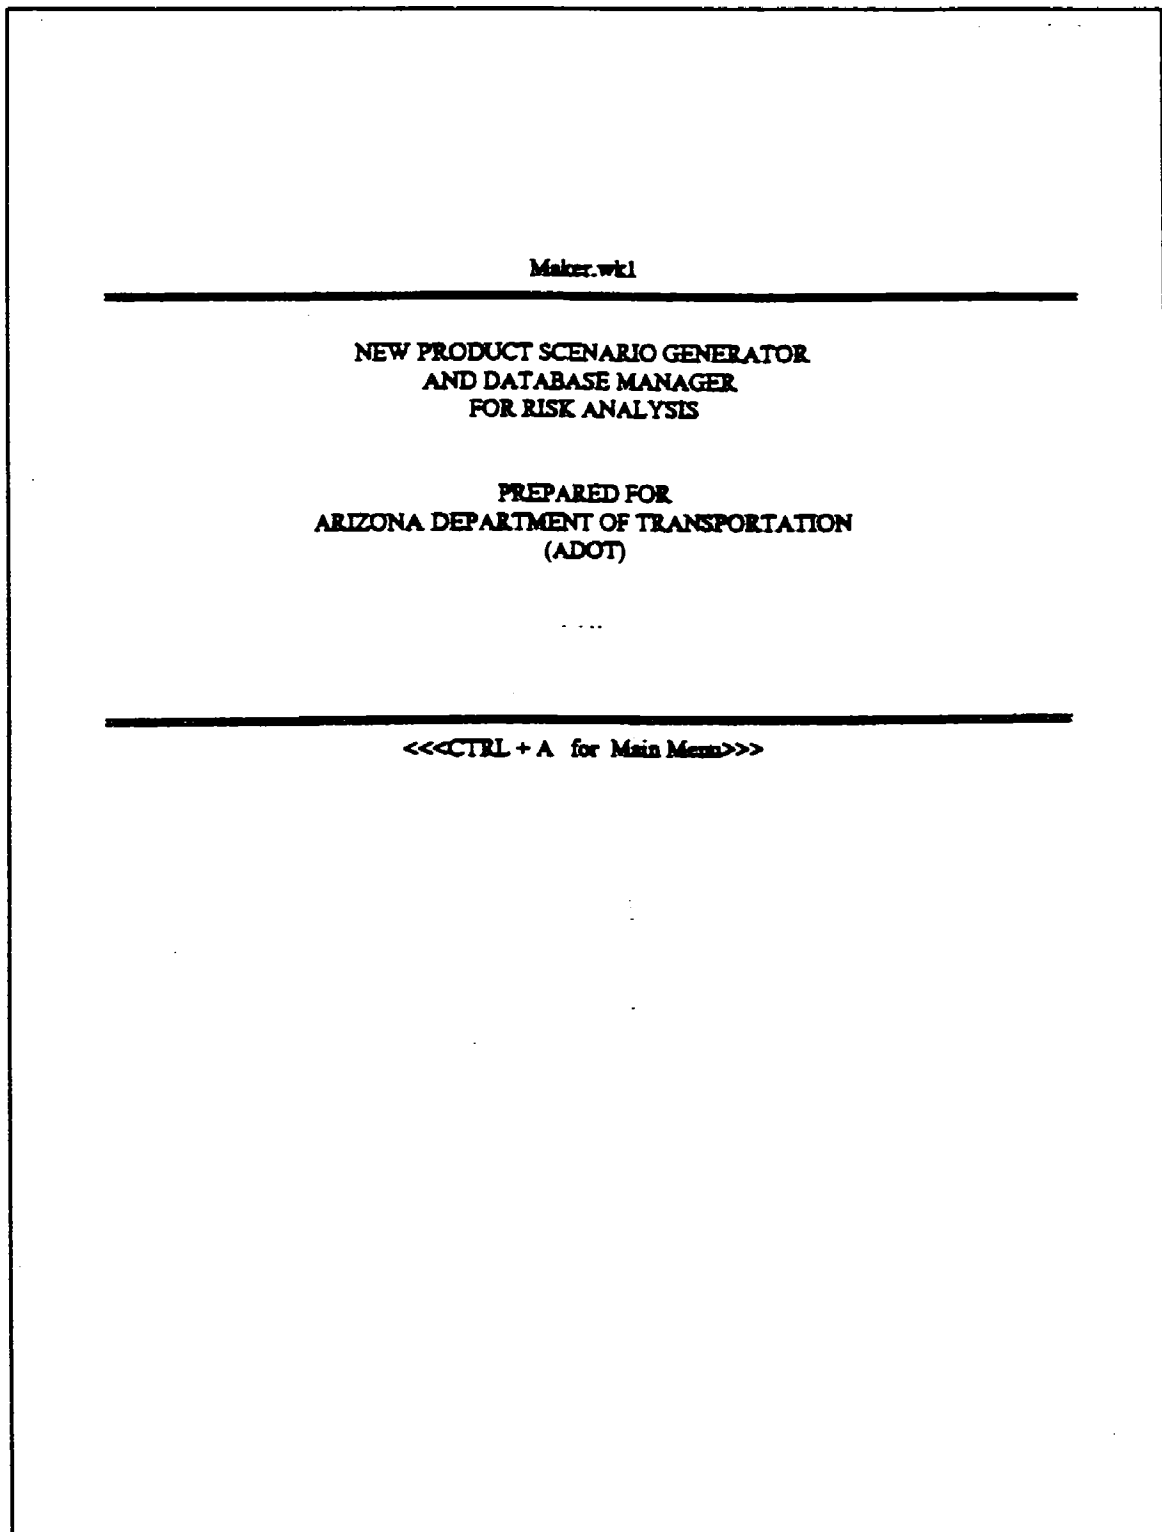 Maker.wk1
NEW PRODUCT SCENARIO GENERATOR
AND DATABASE MANAGER
FOR RISK ANALYSIS
PREPARED FOR
ARIZONA DEPARTMENT OF TRANSPORTATION
(ADOT)
<<<CTRL + A for Main Menu>>>